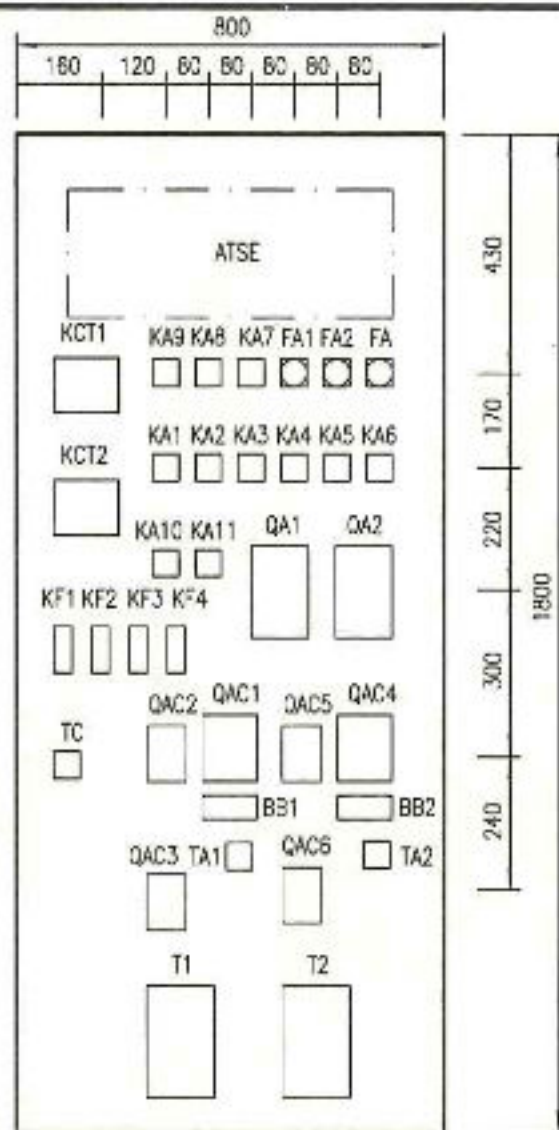 800
160 120 80 80 80 80 80
ATSE
430
KCT1 KA9 KA8 KA7 FA1 FA2 FA
170
KCT2 KA1 KA2 KA3 KA4 KA5 KA6
220
KA10 KA11 QA1 QA2
1800
KF1 KF2 KF3 KF4
300
TC QAC2 QAC1 QAC5 QAC4
BB1 BB2
240
QAC3 TA1 QAC6 TA2
T1 T2